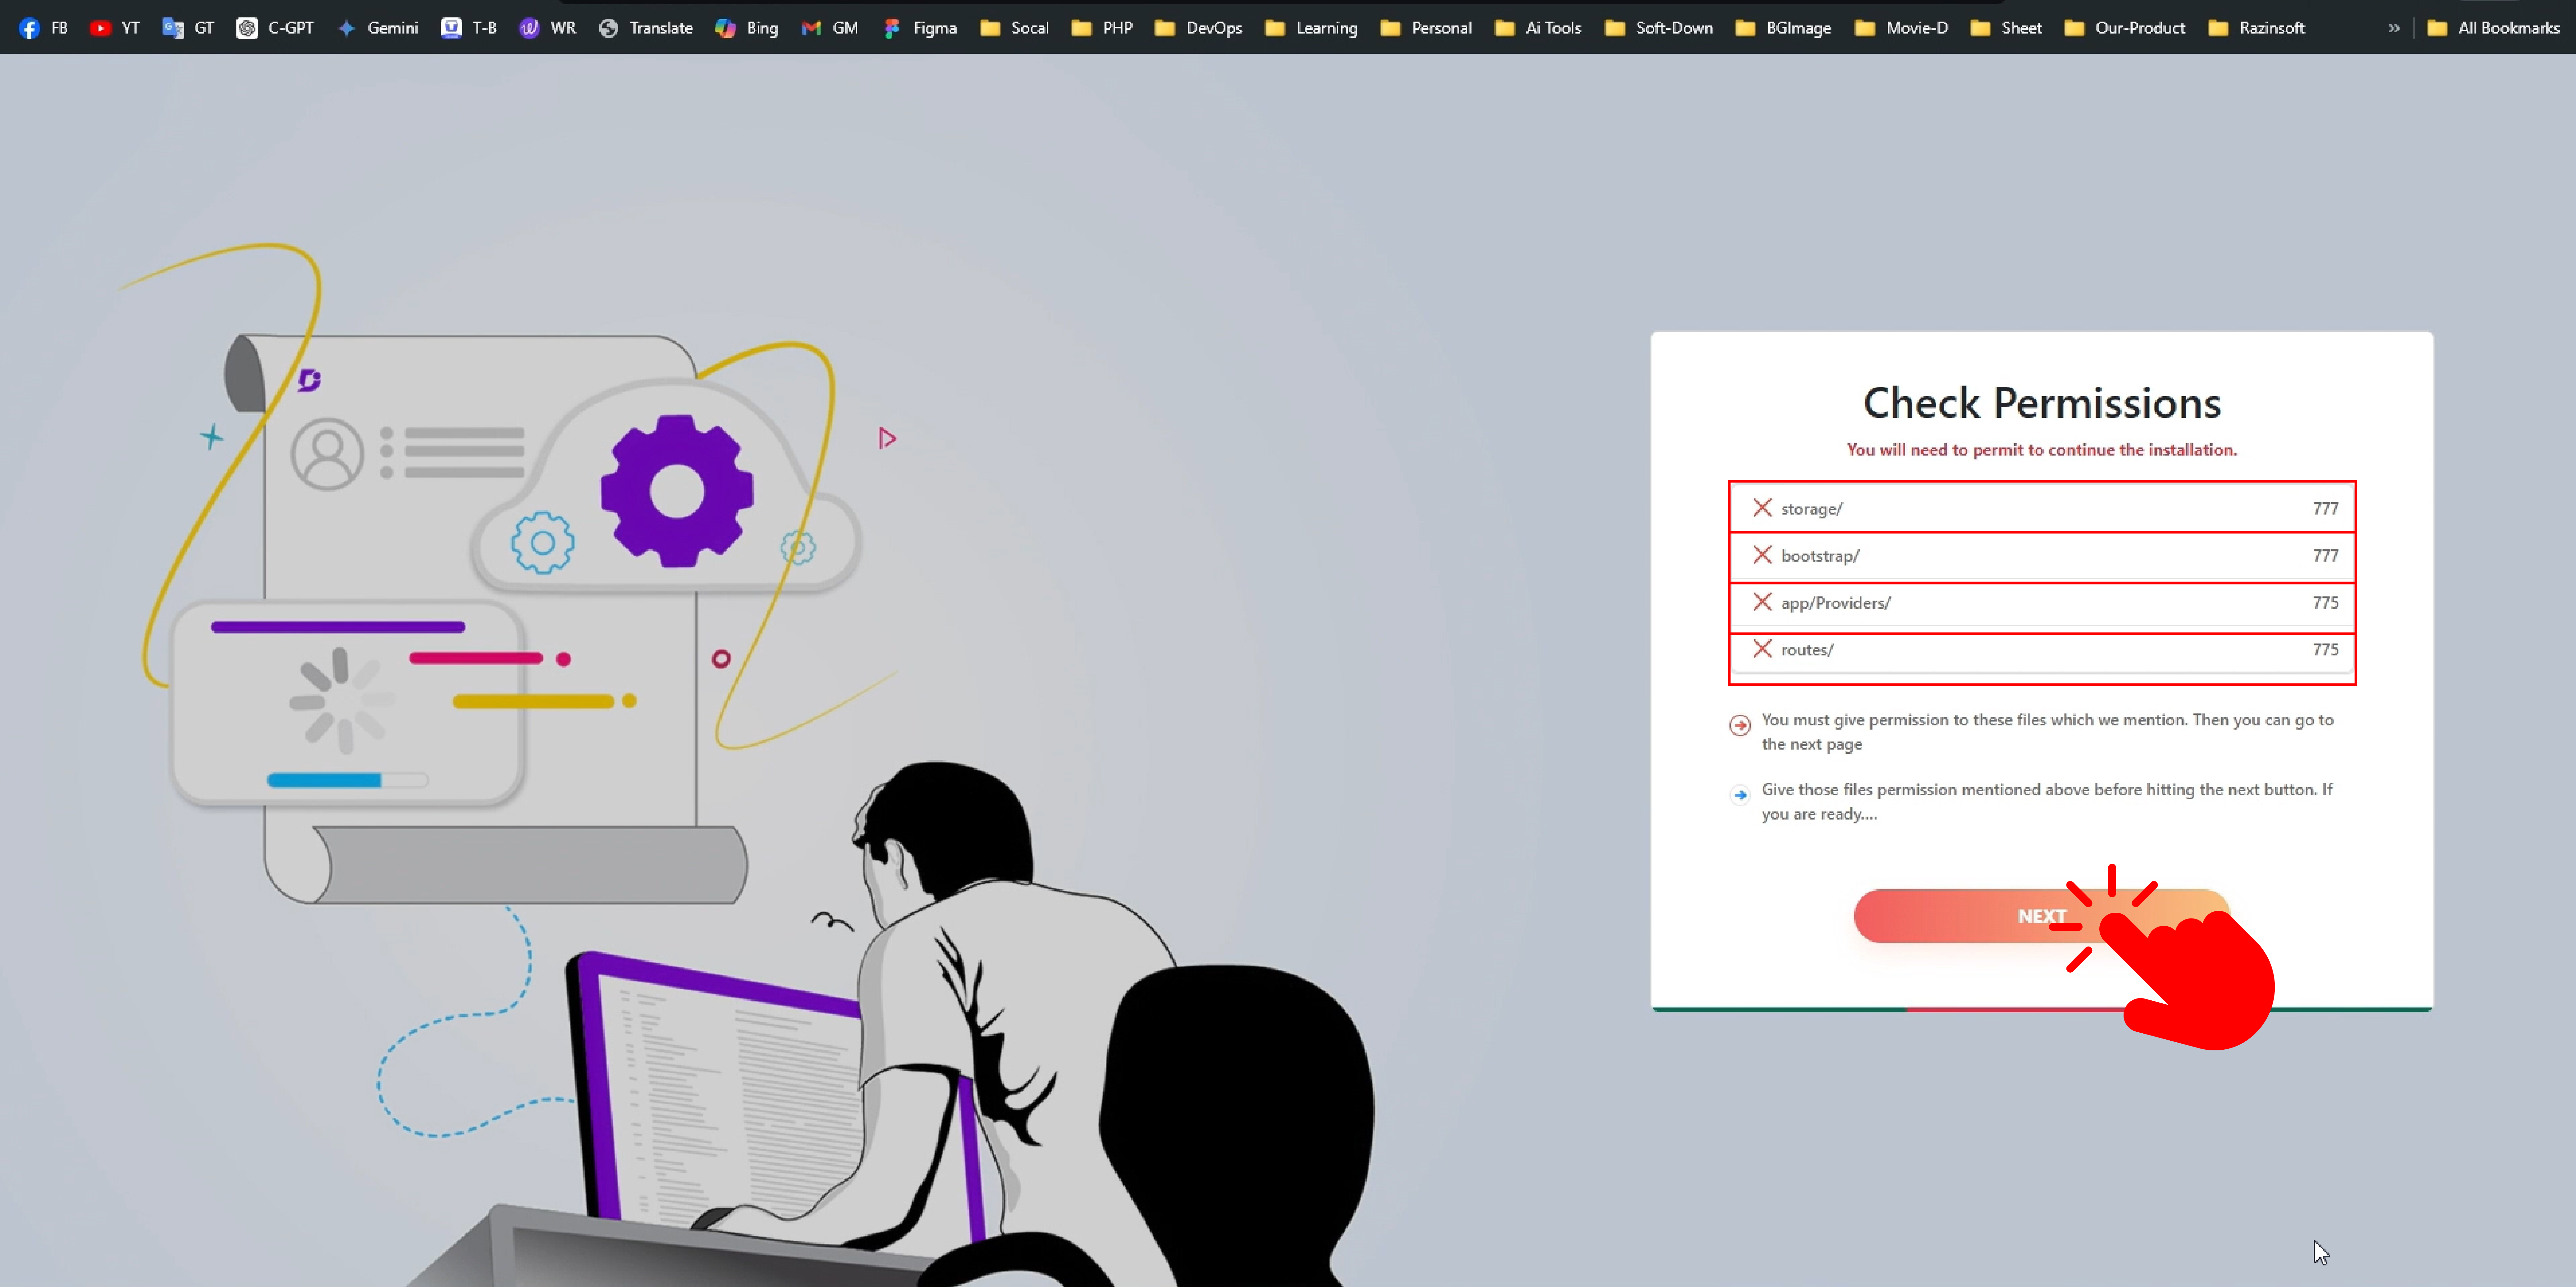 FB YT GT C-GPT Gemini T-B WR Translate Bing GM Figma Socal PHP DevOps Learning Personal Ai Tools Soft-Down BGImage Movie-D Sheet Our-Product Razinsoft » All Bookmarks
Check Permissions
You will need to permit to continue the installation.
storage/ 777
bootstrap/ 777
app/Providers/ 775
routes/ 775
You must give permission to these files which we mention. Then you can go to
the next page
Give those files permission mentioned above before hitting the next button. If
you are ready....
NEXT